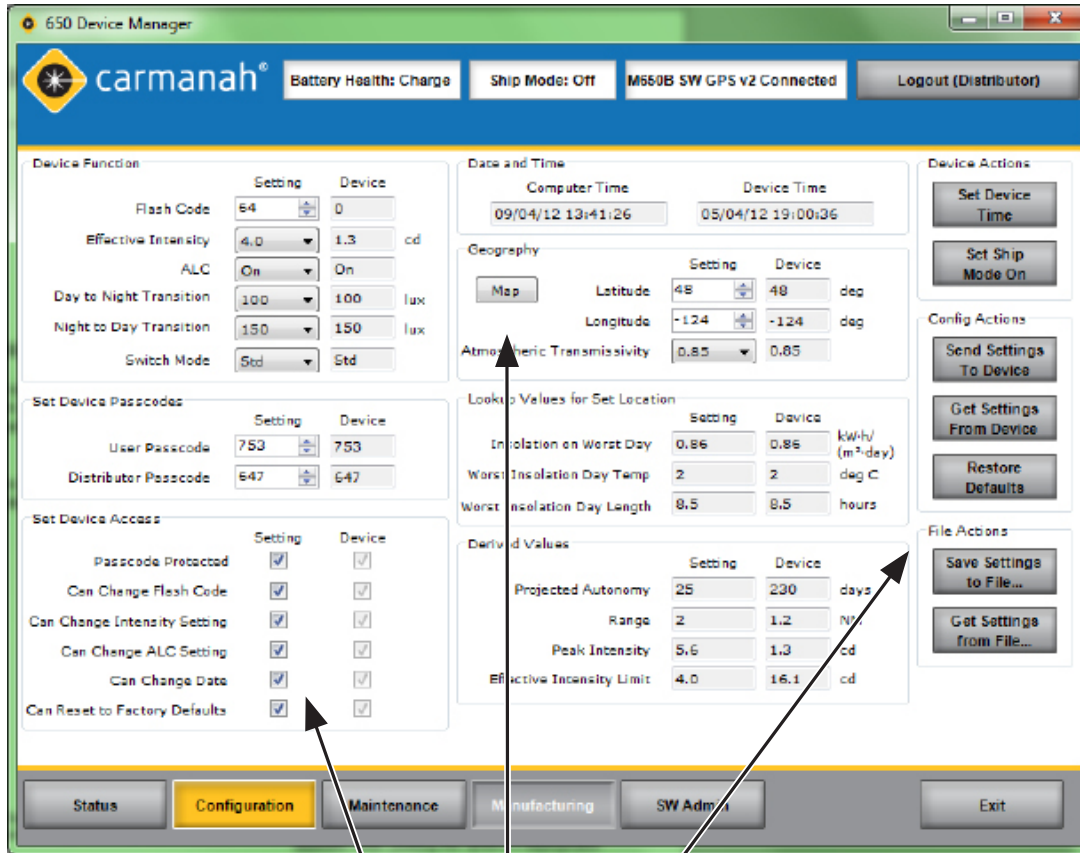 650 Device Manager
carmanah®
Battery Health: Charge
Ship Mode: Off
M650B SW GPS v2 Connected
Logout (Distributor)
Device Function
Setting Device
Flash Code 64 0
Effective Intensity 4.0 1.3 cd
ALC On On
Day to Night Transition 100 100 lux
Night to Day Transition 150 150 lux
Switch Mode Std Std
Set Device Passcodes
Setting Device
User Passcode 753 753
Distributor Passcode 647 647
Set Device Access
Setting Device
Passcode Protected
Can Change Flash Code
Can Change Intensity Setting
Can Change ALC Setting
Can Change Date
Can Reset to Factory Defaults
Date and Time
Computer Time Device Time
09/04/12 13:41:26 05/04/12 19:00:36
Geography
Setting Device
Map Latitude 48 48 deg
Longitude -124 -124 deg
Atmospheric Transmissivity 0.85 0.85
Lookup Values for Set Location
Setting Device
Insolation on Worst Day 0.86 0.86 kW·h/
(m²·day)
Worst Insolation Day Temp 2 2 deg C
Worst Insolation Day Length 8.5 8.5 hours
Derived Values
Setting Device
Projected Autonomy 25 230 days
Range 2 1.2 NM
Peak Intensity 5.6 1.3 cd
Effective Intensity Limit 4.0 16.1 cd
Device Actions
Set Device
Time
Set Ship
Mode On
Config Actions
Send Settings
To Device
Get Settings
From Device
Restore
Defaults
File Actions
Save Settings
to File...
Get Settings
from File...
Status
Configuration
Maintenance
Manufacturing
SW Admin
Exit